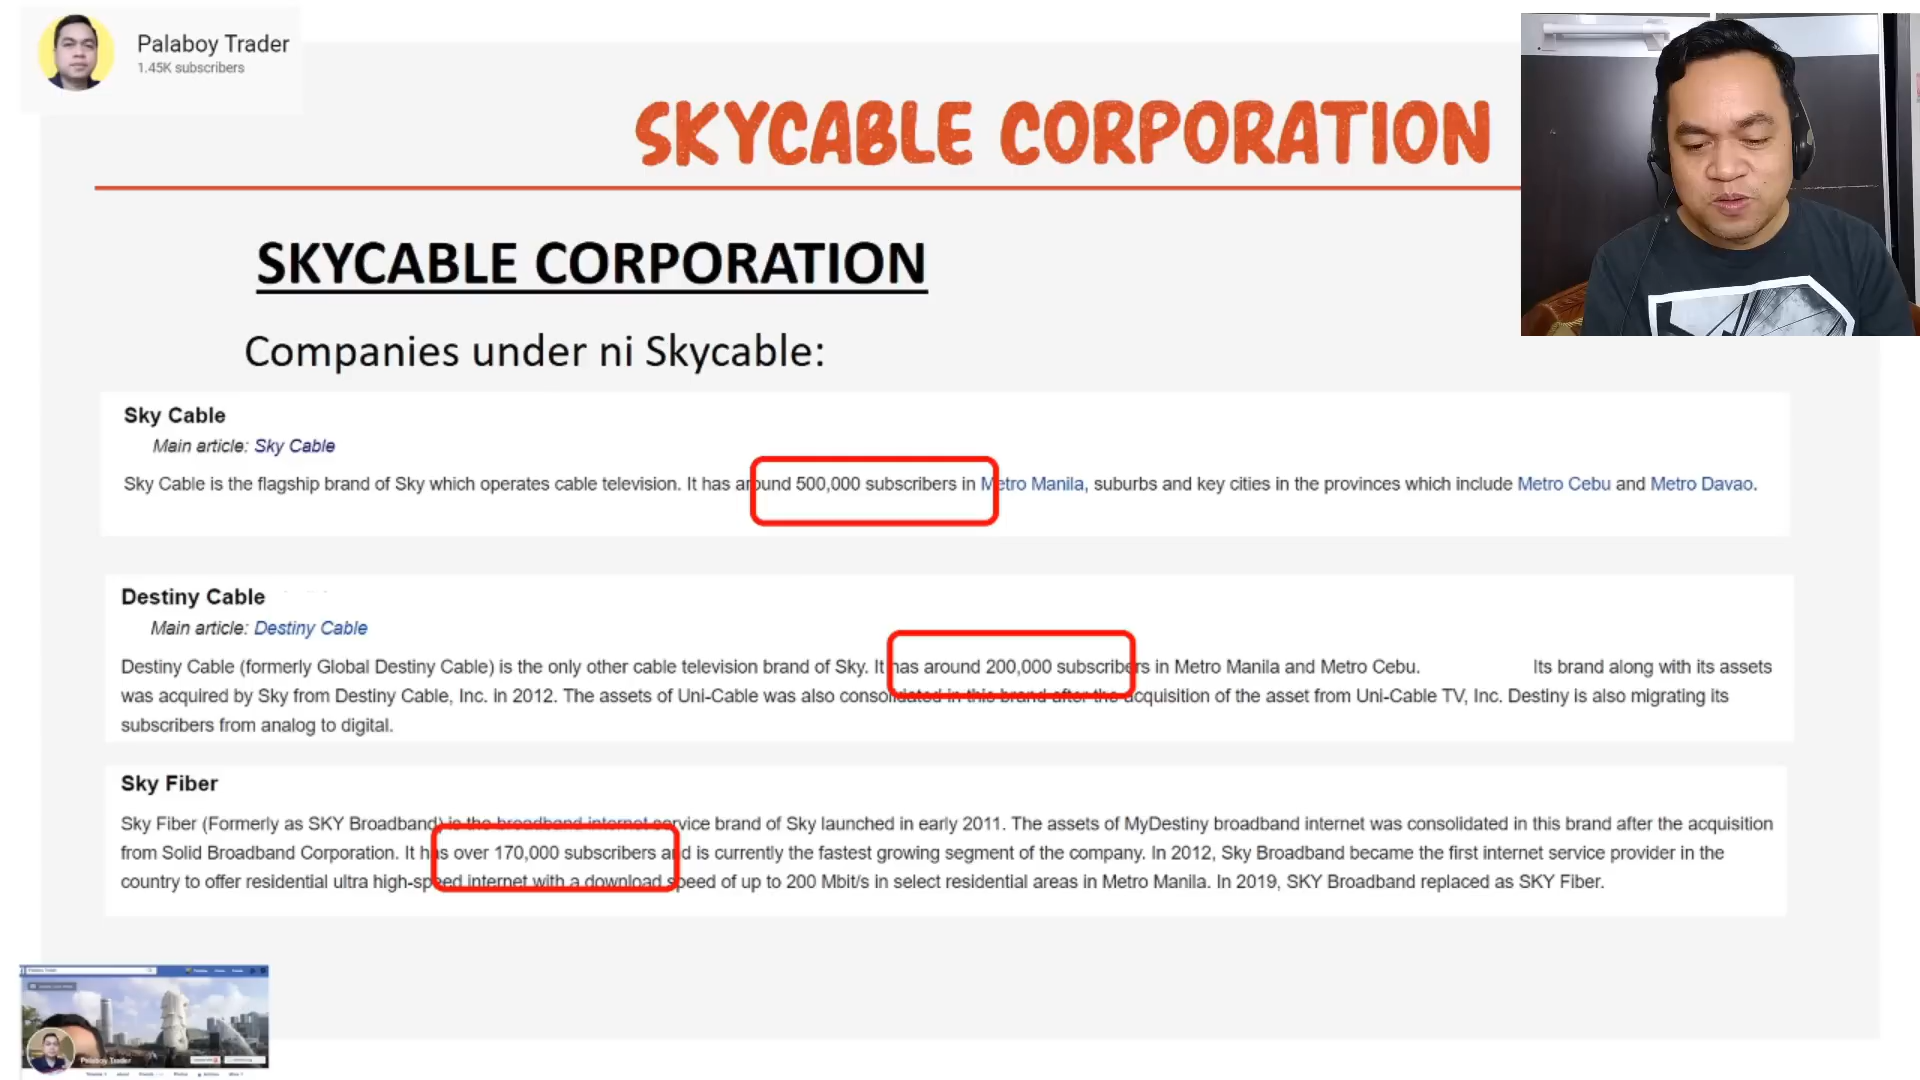 Palaboy Trader
1.45K subscribers
SKYCABLE CORPORATION
SKYCABLE CORPORATION
Companies under ni Skycable:
Sky Cable
Main article: Sky Cable
Sky Cable is the flagship brand of Sky which operates cable television. It has around 500,000 subscribers in Metro Manila, suburbs and key cities in the provinces which include Metro Cebu and Metro Davao.
Destiny Cable
Main article: Destiny Cable
Destiny Cable (formerly Global Destiny Cable) is the only other cable television brand of Sky. It has around 200,000 subscribers in Metro Manila and Metro Cebu. Its brand along with its assets
was acquired by Sky from Destiny Cable, Inc. in 2012. The assets of Uni-Cable was also consolidated in this brand after the acquisition of the asset from Uni-Cable TV, Inc. Destiny is also migrating its
subscribers from analog to digital.
Sky Fiber
Sky Fiber (Formerly as SKY Broadband) is the broadband internet service brand of Sky launched in early 2011. The assets of MyDestiny broadband internet was consolidated in this brand after the acquisition
from Solid Broadband Corporation. It has over 170,000 subscribers and is currently the fastest growing segment of the company. In 2012, Sky Broadband became the first internet service provider in the
country to offer residential ultra high-speed internet with a download speed of up to 200 Mbit/s in select residential areas in Metro Manila. In 2019, SKY Broadband replaced as SKY Fiber.
Palaboy Trader